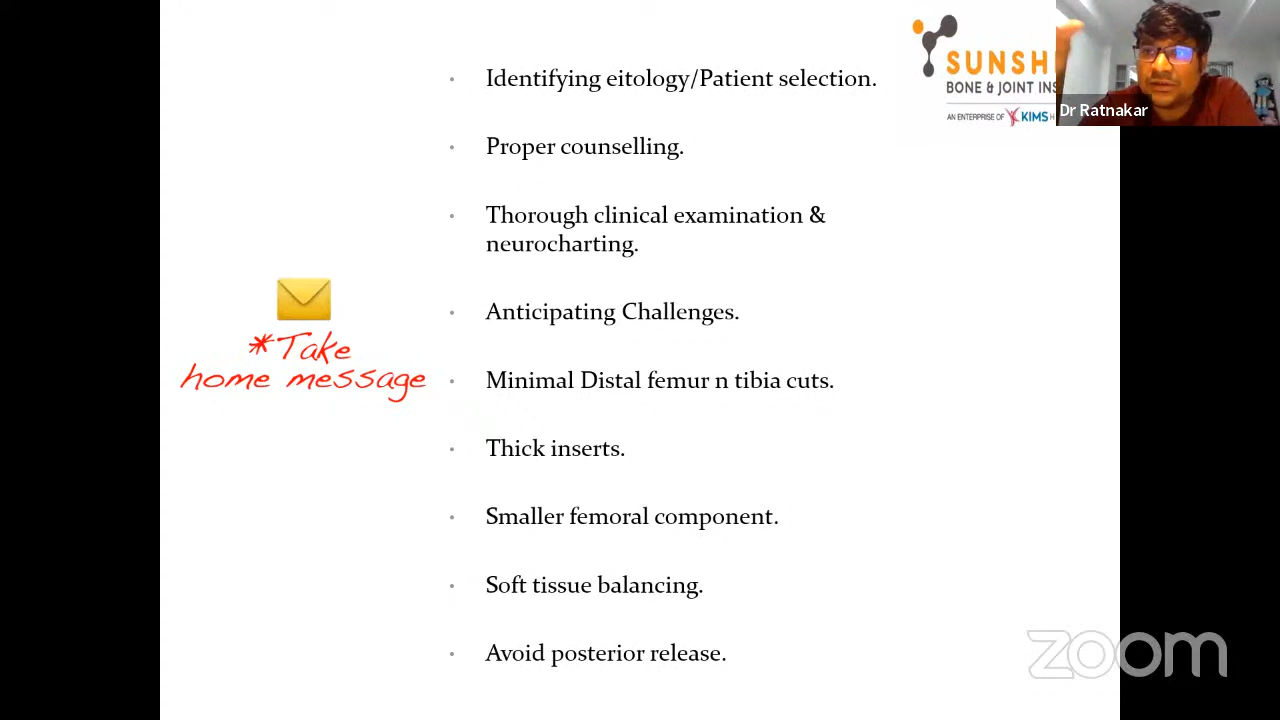 Identifying eitology/Patient selection.
Proper counselling.
Thorough clinical examination &
neurocharting.
Anticipating Challenges.
Minimal Distal femur n tibia cuts.
Thick inserts.
Smaller femoral component.
Soft tissue balancing.
Avoid posterior release.
*Take
home message
SUNSH
BONE & JOINT INS
AN ENTERPRISE OF KIMS H
Dr Ratnakar
zoom